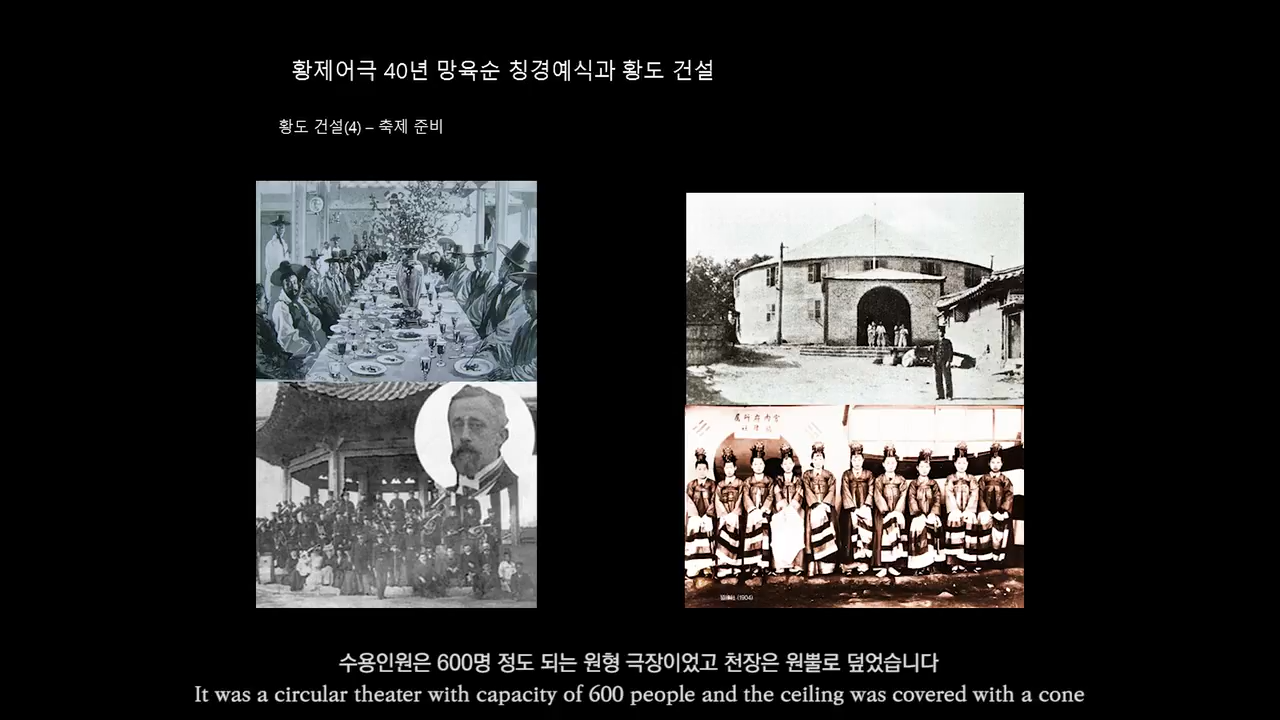 황제어극 40년 망육순 칭경예식과 황도 건설
황도 건설(4) – 축제 준비
수용인원은 600명 정도 되는 원형 극장이었고 천장은 원뿔로 덮었습니다
It was a circular theater with capacity of 600 people and the ceiling was covered with a cone